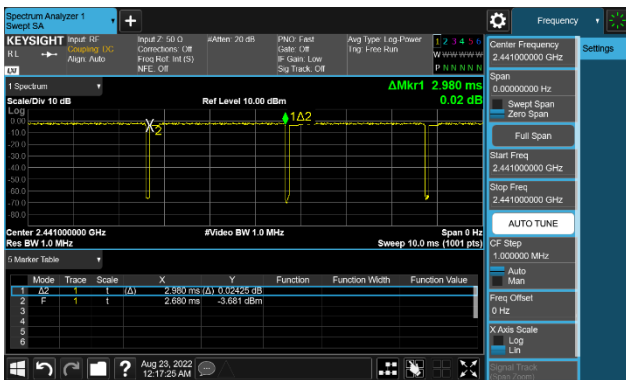 Spectrum Analyzer 1
Swept SA
Frequency
KEYSIGHT Input: RF
RL Coupling: DC
Align: Auto
LXI
Input Z: 50 Ω
Corrections: Off
Freq Ref: Int (S)
NFE: Off
#Atten: 20 dB
PNO: Fast
Gate: Off
IF Gain: Low
Sig Track: Off
Avg Type: Log-Power
Trig: Free Run
1 2 3 4 5 6
W W W W W W
P N N N N N
1 Spectrum
ΔMkr1 2.980 ms
Scale/Div 10 dB
Ref Level 10.00 dBm
0.02 dB
Log
0.00
-10.0
-20.0
-30.0
-40.0
-50.0
-60.0
-70.0
-80.0
2
1Δ2
Center 2.441000000 GHz
#Video BW 1.0 MHz
Span 0 Hz
Res BW 1.0 MHz
Sweep 10.0 ms (1001 pts)
5 Marker Table
Mode Trace Scale X Y Function Function Width Function Value
1 Δ2 1 t (Δ) 2.980 ms (Δ) 0.02425 dB
2 F 1 t 2.680 ms -3.681 dBm
3
4
5
6
Aug 23, 2022
12:17:25 AM
?
Center Frequency
2.441000000 GHz
Settings
Span
0.00000000 Hz
Swept Span
Zero Span
Full Span
Start Freq
2.441000000 GHz
Stop Freq
2.441000000 GHz
AUTO TUNE
CF Step
1.000000 MHz
Auto
Man
Freq Offset
0 Hz
X Axis Scale
Log
Lin
Signal Track
(Span Zoom)